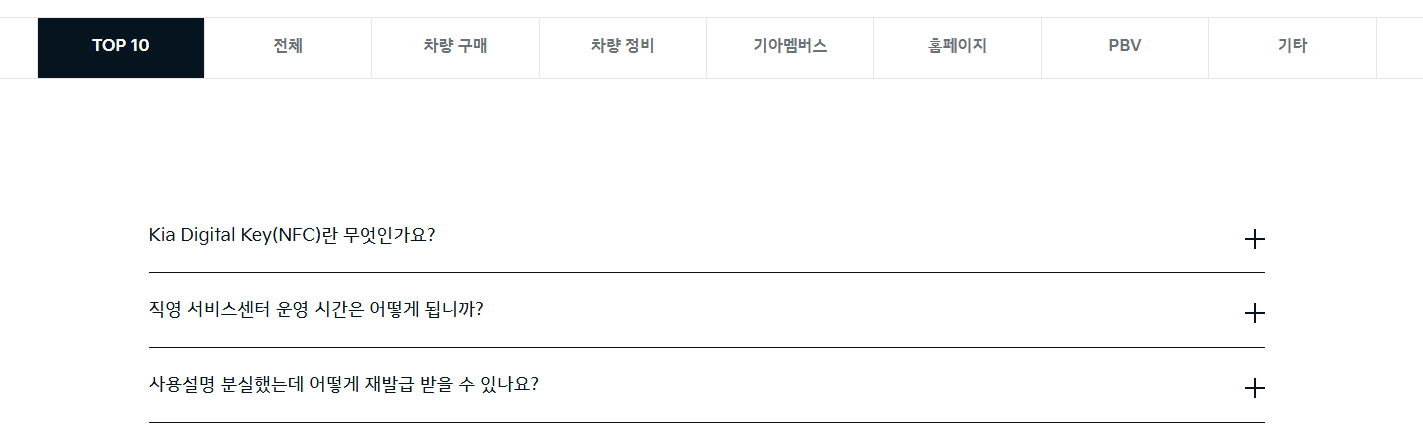 TOP 10 전체 차량 구매 차량 정비 기아멤버스 홈페이지 PBV 기타
Kia Digital Key(NFC)란 무엇인가요?
직영 서비스센터 운영 시간은 어떻게 됩니까?
사용설명 분실했는데 어떻게 재발급 받을 수 있나요?